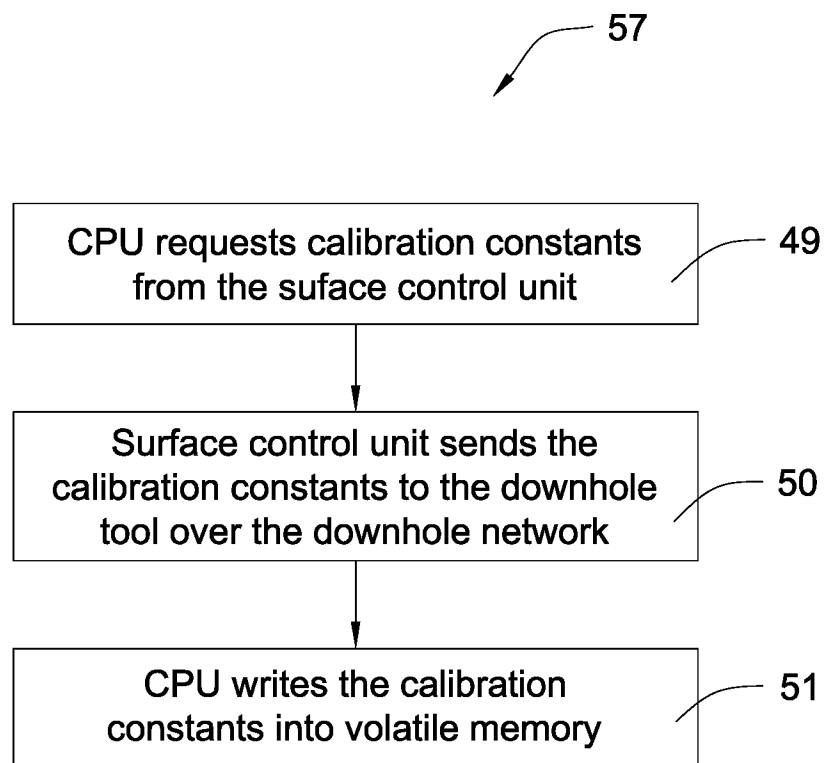 57
CPU requests calibration constants
from the suface control unit
49
Surface control unit sends the
calibration constants to the downhole
tool over the downhole network
50
CPU writes the calibration
constants into volatile memory
51